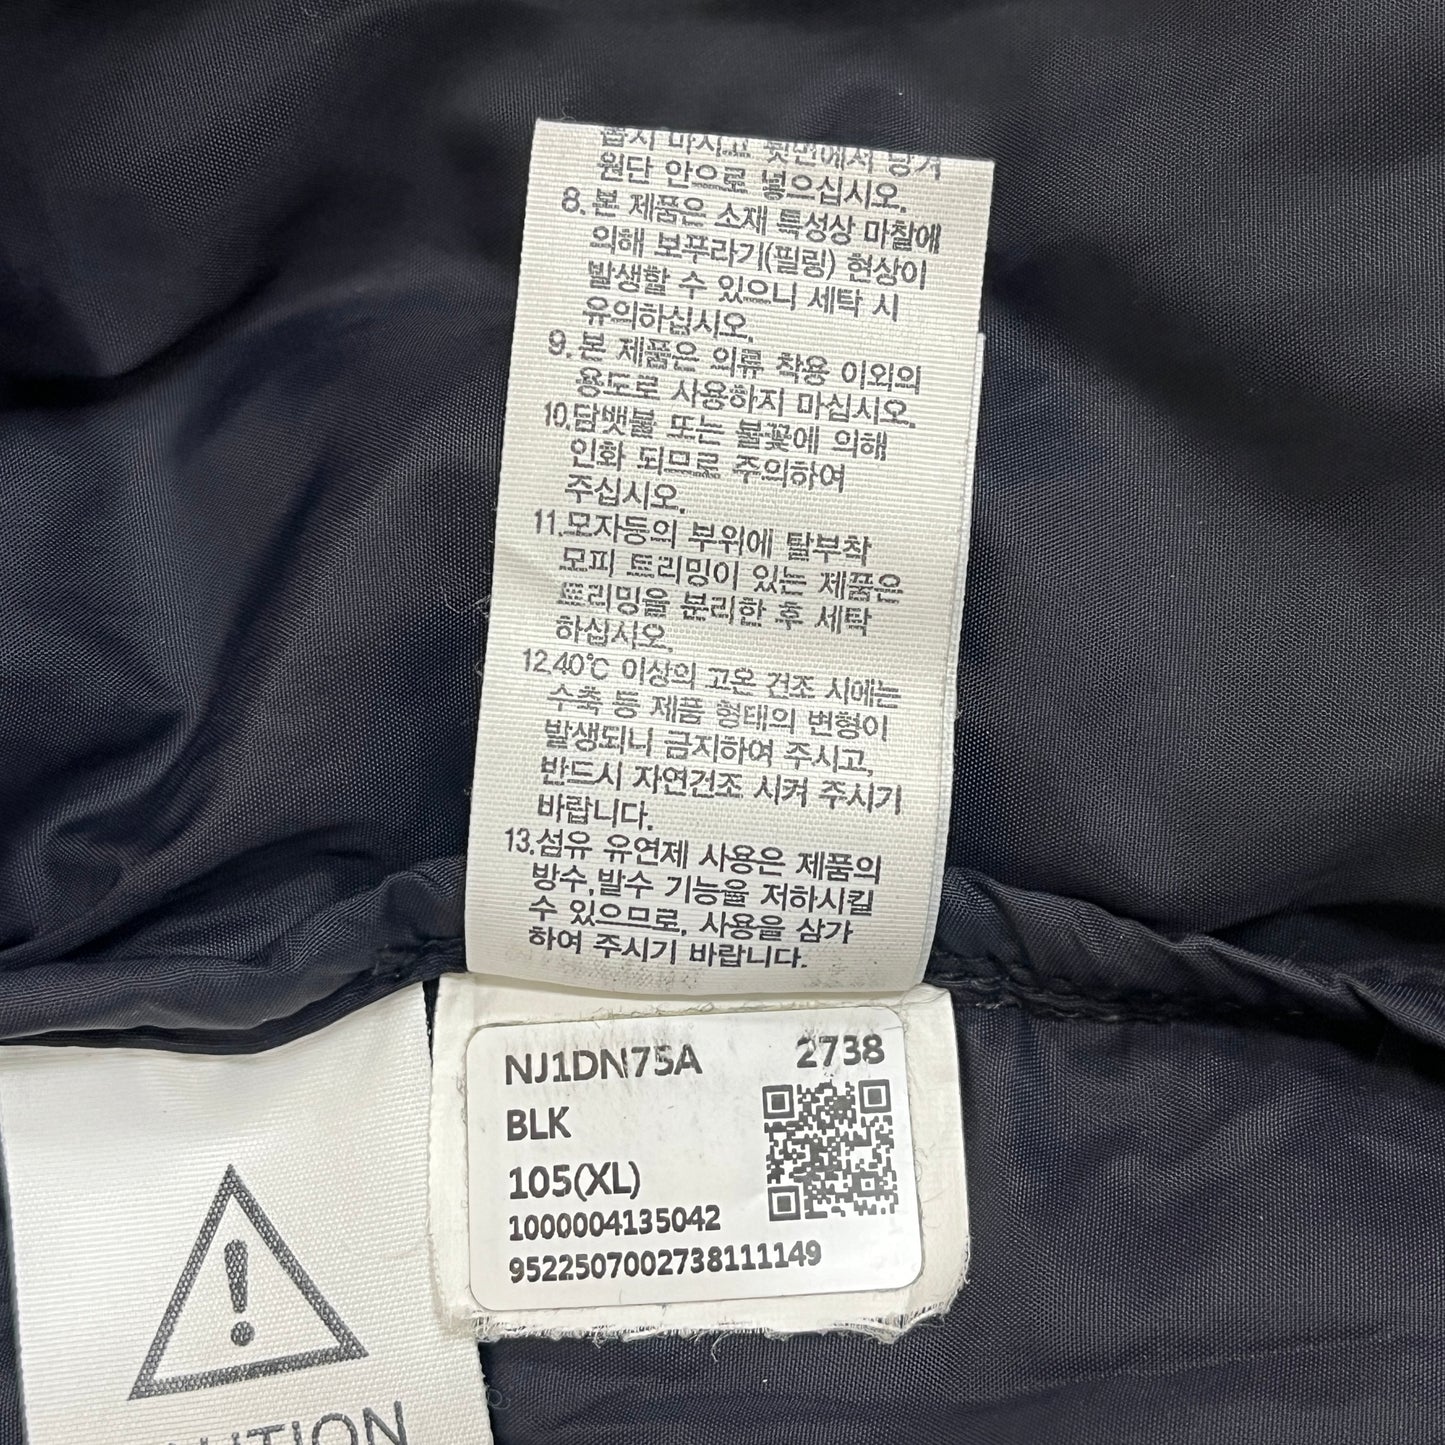 뽑지 마시고 뒷면에서 당겨
원단 안으로 넣으십시오.
8.본 제품은 소재 특성상 마찰에
의해 보푸라기(필링) 현상이
발생할 수 있으니 세탁 시
유의하십시오.
9.본 제품은 의류 착용 이외의
용도로 사용하지 마십시오.
10.담뱃불 또는 불꽃에 의해
인화 되므로 주의하여
주십시오.
11.모자등의 부위에 탈부착
모피 트리밍이 있는 제품은
트리밍을 분리한 후 세탁
하십시오.
12.40℃ 이상의 고온 건조 시에는
수축 등 제품 형태의 변형이
발생되니 금지하여 주시고,
반드시 자연건조 시켜 주시기
바랍니다.
13.섬유 유연제 사용은 제품의
방수,발수 기능을 저하시킬
수 있으므로, 사용을 삼가
하여 주시기 바랍니다.
NJ1DN75A 2738
BLK
105(XL)
1000004135042
9522507002738111149
CAUTION